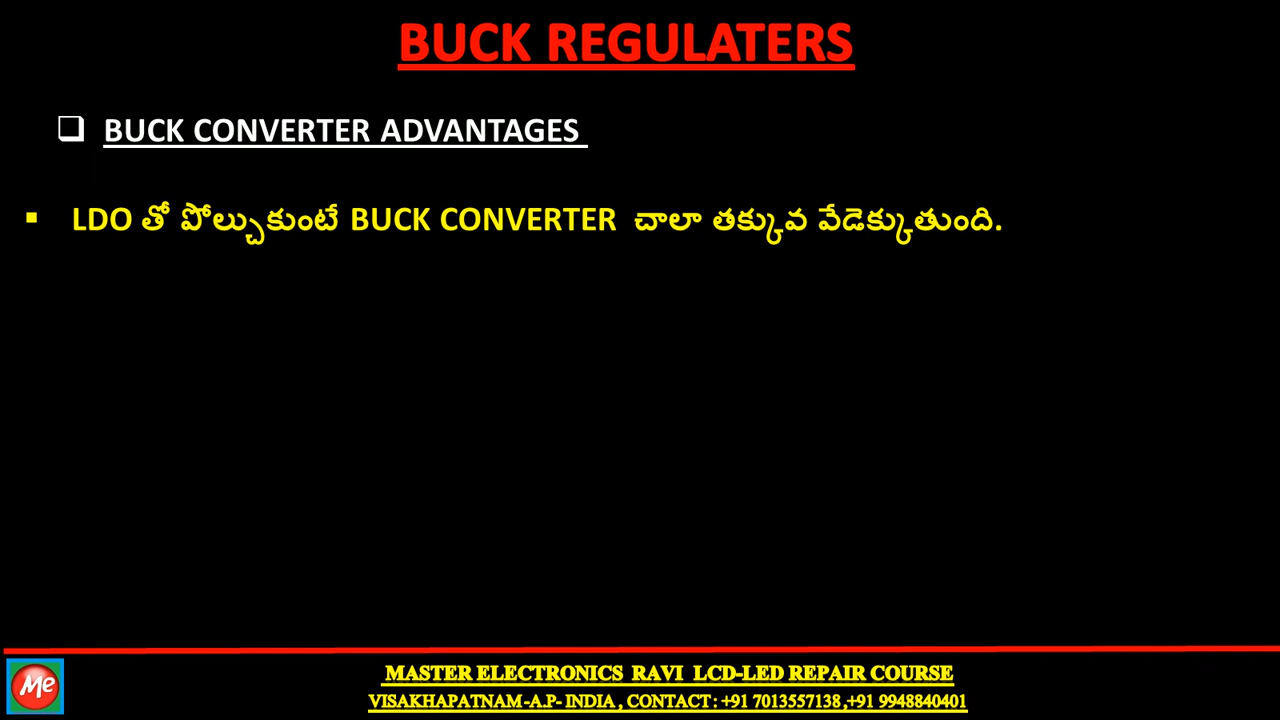 BUCK REGULATERS
BUCK CONVERTER ADVANTAGES
LDO తో పోల్చుకుంటే BUCK CONVERTER చాలా తక్కువ వేడెక్కుతుంది.
Me
MASTER ELECTRONICS RAVI LCD-LED REPAIR COURSE
VISAKHAPATNAM-A.P- INDIA , CONTACT : +91 7013557138 ,+91 9948840401